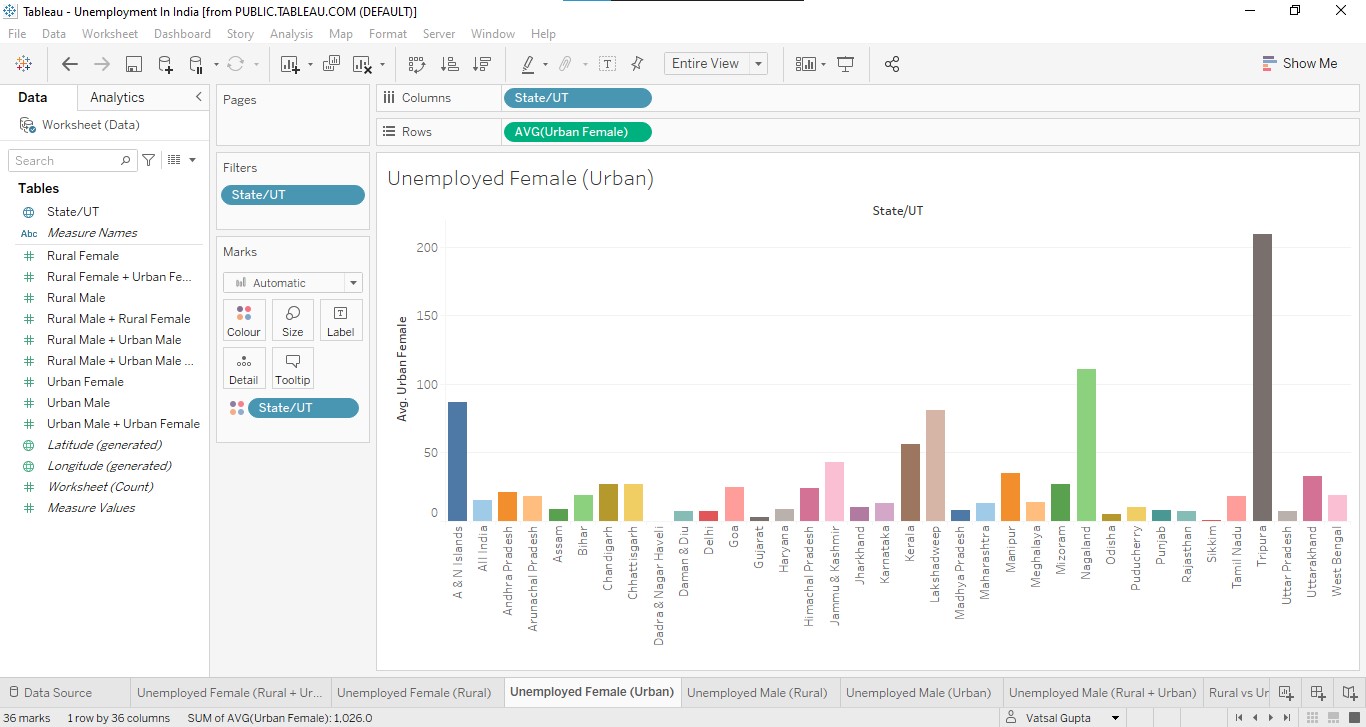 Tableau - Unemployment In India [from PUBLIC.TABLEAU.COM (DEFAULT)]
File Data Worksheet Dashboard Story Analysis Map Format Server Window Help
Entire View
Show Me
Data Analytics
Worksheet (Data)
Search
Tables
State/UT
Abc Measure Names
Rural Female
Rural Female + Urban Fe...
Rural Male
Rural Male + Rural Female
Rural Male + Urban Male
Rural Male + Urban Male ...
Urban Female
Urban Male
Urban Male + Urban Female
Latitude (generated)
Longitude (generated)
Worksheet (Count)
Measure Values
Pages
Filters
State/UT
Marks
Automatic
Colour Size Label
Detail Tooltip
State/UT
Columns State/UT
Rows AVG(Urban Female)
Unemployed Female (Urban)
State/UT
Avg. Urban Female
200
150
100
50
0
A & N Islands
All India
Andhra Pradesh
Arunachal Pradesh
Assam
Bihar
Chandigarh
Chhattisgarh
Dadra & Nagar Haveli
Daman & Diu
Delhi
Goa
Gujarat
Haryana
Himachal Pradesh
Jammu & Kashmir
Jharkhand
Karnataka
Kerala
Lakshadweep
Madhya Pradesh
Maharashtra
Manipur
Meghalaya
Mizoram
Nagaland
Odisha
Puducherry
Punjab
Rajasthan
Sikkim
Tamil Nadu
Tripura
Uttar Pradesh
Uttarakhand
West Bengal
Data Source Unemployed Female (Rural + Ur... Unemployed Female (Rural) Unemployed Female (Urban) Unemployed Male (Rural) Unemployed Male (Urban) Unemployed Male (Rural + Urban) Rural vs Ur
36 marks 1 row by 36 columns SUM of AVG(Urban Female): 1,026.0 Vatsal Gupta